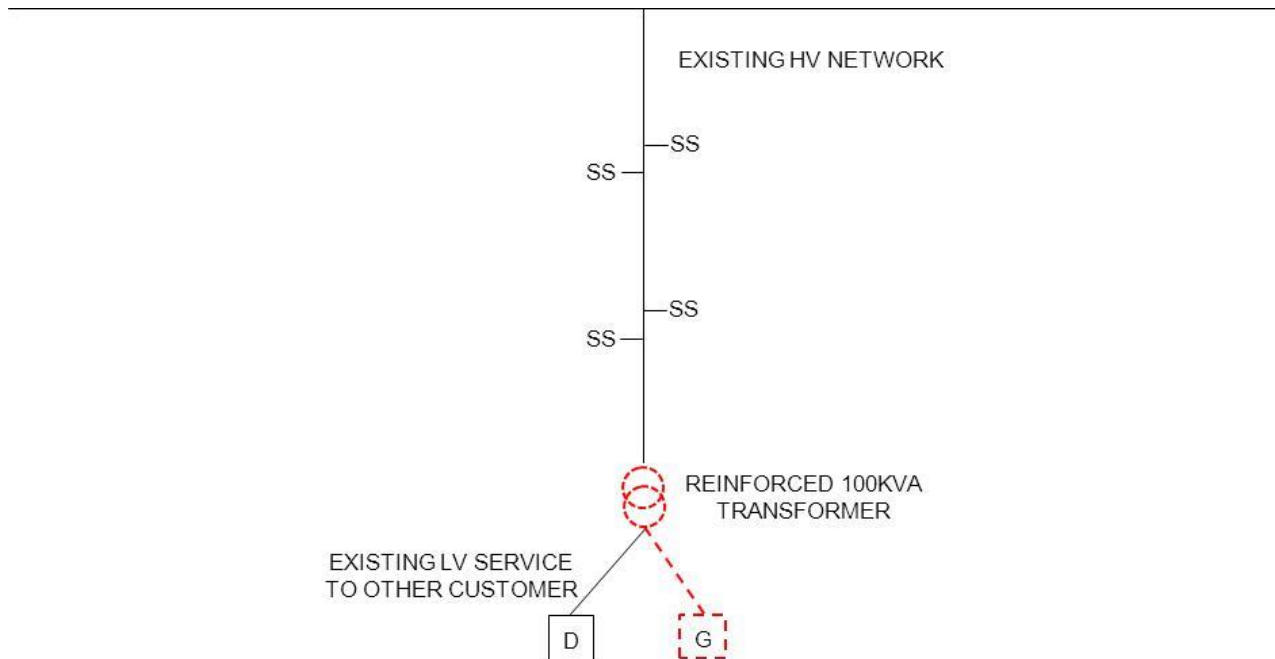 EXISTING HV NETWORK
SS
SS
SS
SS
REINFORCED 100KVA
TRANSFORMER
EXISTING LV SERVICE
TO OTHER CUSTOMER
D
G